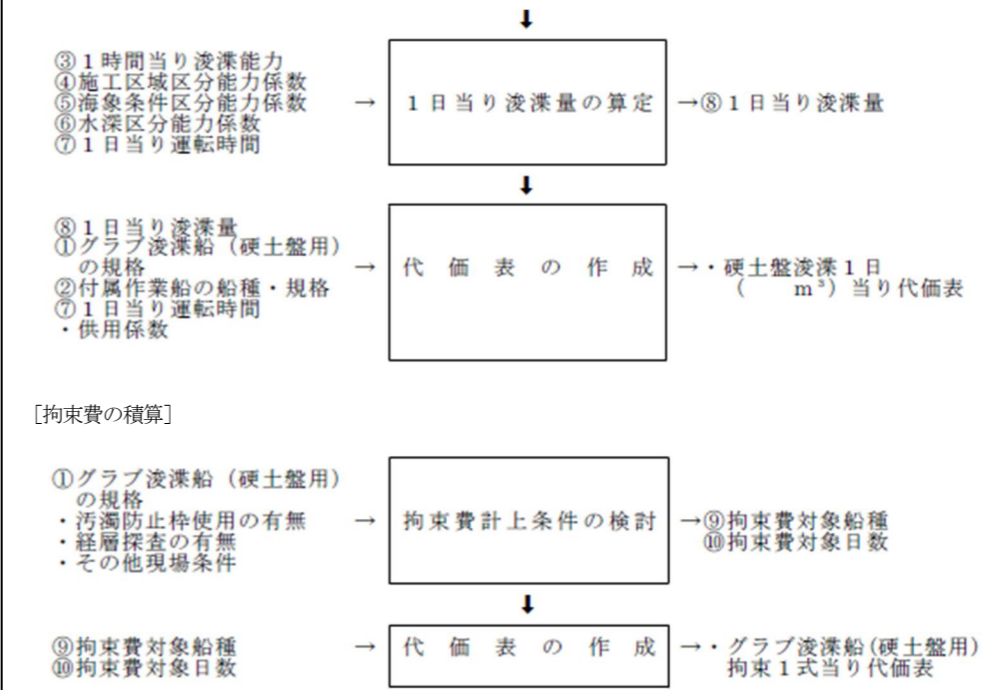 ⬇
③1時間当り浚渫能力
④施工区域区分能力係数
⑤海象条件区分能力係数
⑥水深区分能力係数
⑦1日当り運転時間
→
1日当り浚渫量の算定
→⑧1日当り浚渫量
⬇
⑧1日当り浚渫量
①グラブ浚渫船（硬土盤用）
の規格
②付属作業船の船種・規格
⑦1日当り運転時間
・供用係数
→
代価表の作成
→・硬土盤浚渫1日
（　　m³）当り代価表
⬇
［拘束費の積算］
①グラブ浚渫船（硬土盤用）
の規格
・汚濁防止枠使用の有無
・経層探査の有無
・その他現場条件
→
拘束費計上条件の検討
→⑨拘束費対象船種
⑩拘束費対象日数
⬇
⑨拘束費対象船種
⑩拘束費対象日数
→
代価表の作成
→・グラブ浚渫船(硬土盤用)
拘束1式当り代価表